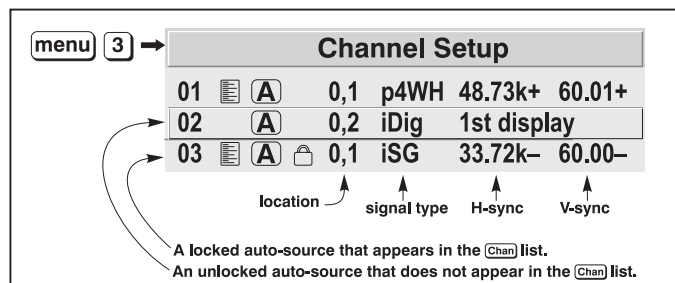 menu 3 Channel Setup
01 A 0,1 p4WH 48.73k+ 60.01+
02 A 0,2 iDig 1st display
03 A 0,1 iSG 33.72k– 60.00–
location signal type H-sync V-sync
A locked auto-source that appears in the Chan list.
An unlocked auto-source that does not appear in the Chan list.